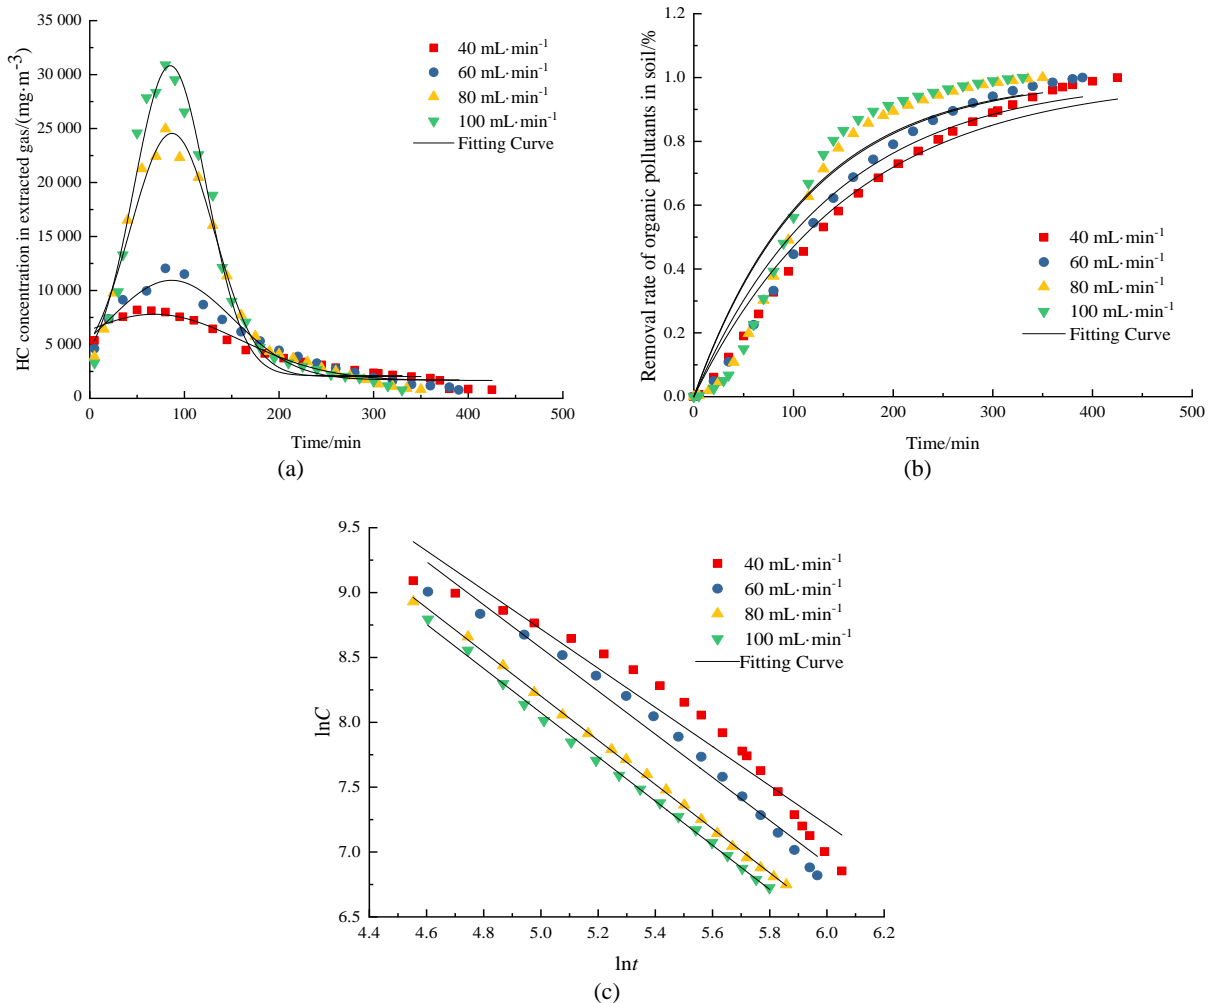 35 000
30 000
25 000
20 000
15 000
10 000
5 000
0
HC concentration in extracted gas/(mg·m⁻³)
40 mL·min⁻¹
60 mL·min⁻¹
80 mL·min⁻¹
100 mL·min⁻¹
Fitting Curve
0 100 200 300 400 500
Time/min
(a)
1.0
0.8
0.6
0.4
0.2
0.0
Removal rate of organic pollutants in soil/%
40 mL·min⁻¹
60 mL·min⁻¹
80 mL·min⁻¹
100 mL·min⁻¹
Fitting Curve
0 100 200 300 400 500
Time/min
(b)
9.5
9.0
8.5
8.0
7.5
7.0
6.5
lnC
40 mL·min⁻¹
60 mL·min⁻¹
80 mL·min⁻¹
100 mL·min⁻¹
Fitting Curve
4.4 4.6 4.8 5.0 5.2 5.4 5.6 5.8 6.0 6.2
lnt
(c)